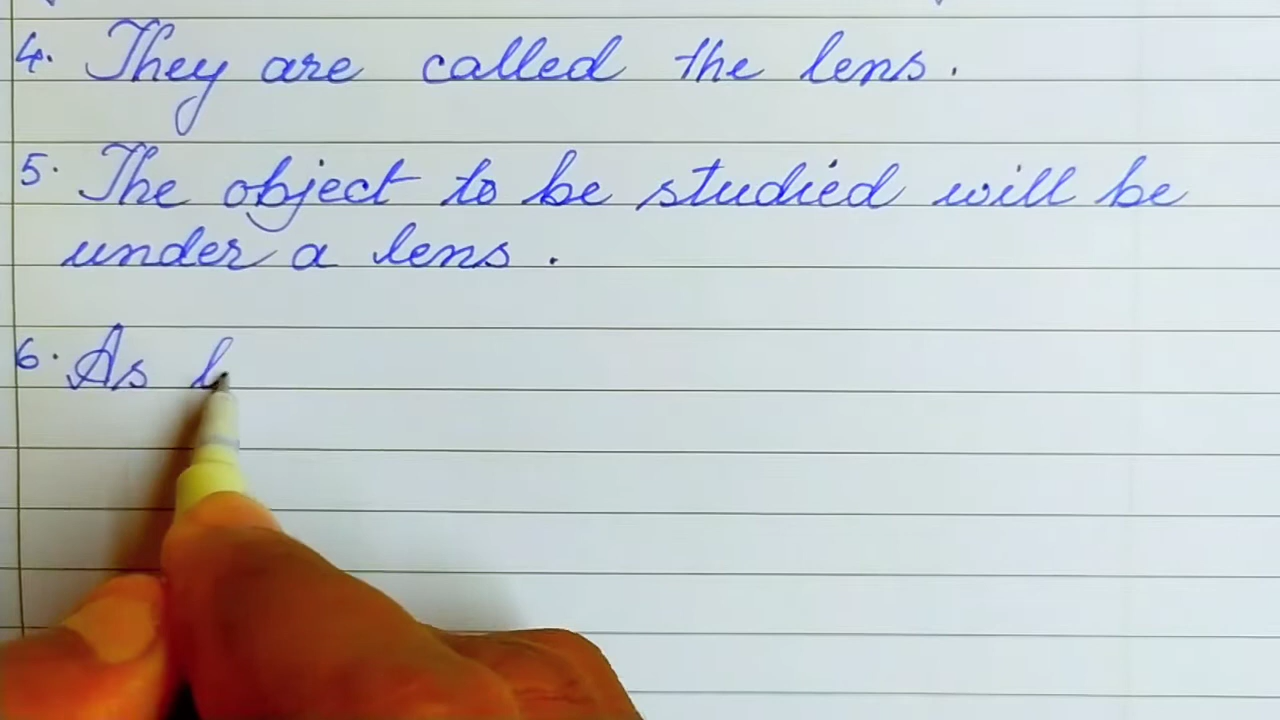 4. They are called the lens.
5. The object to be studied will be
under a lens.
6. As